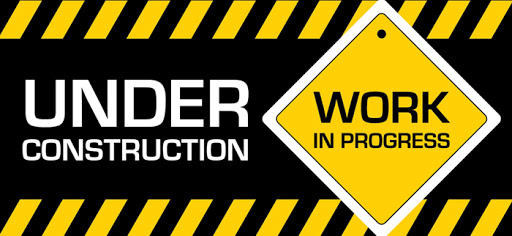 UNDER
CONSTRUCTION
WORK
IN PROGRESS